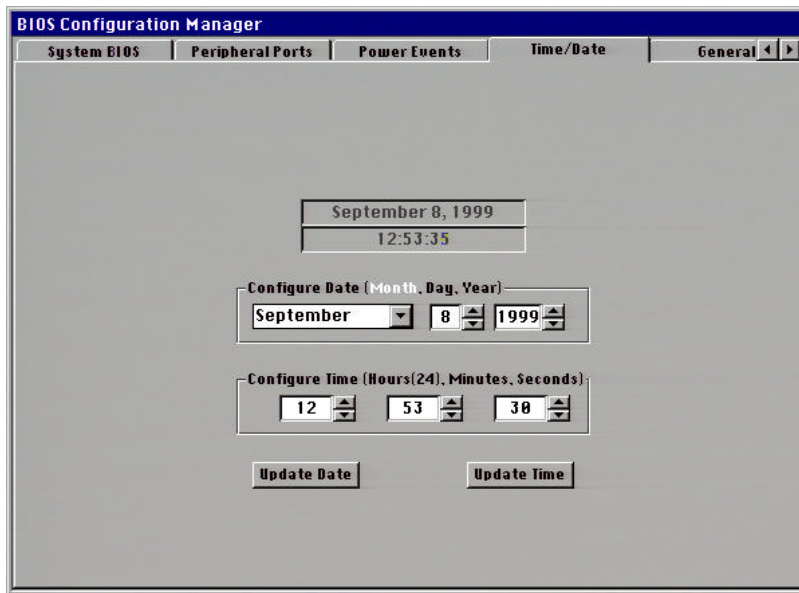 BIOS Configuration Manager
System BIOS Peripheral Ports Power Events Time/Date General
September 8, 1999
12:53:35
Configure Date (Month, Day, Year)
September 8 1999
Configure Time (Hours(24), Minutes, Seconds)
12 53 30
Update Date Update Time